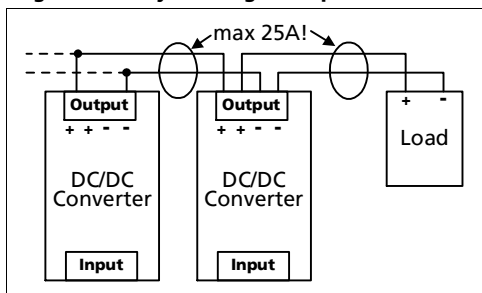 max 25A!
Output
Output
+ -
+ + - -
+ + - -
Load
DC/DC
Converter
DC/DC
Converter
Input
Input